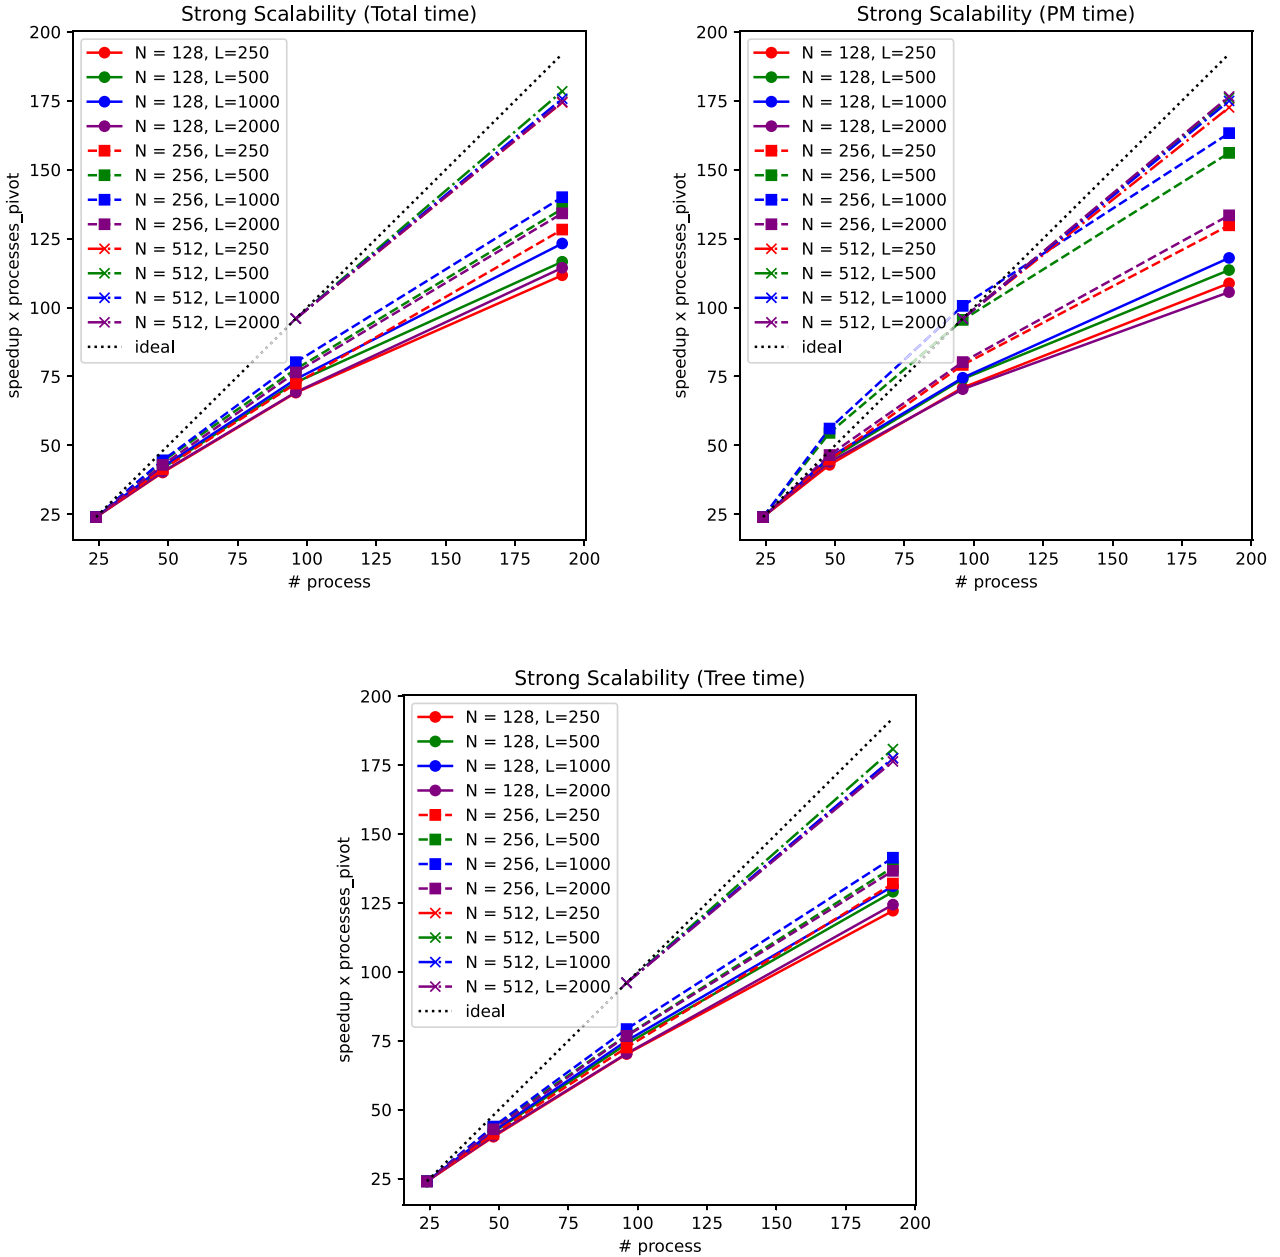 Strong Scalability (Total time)
speedup x processes_pivot
200
175
150
125
100
75
50
25
N = 128, L=250
N = 128, L=500
N = 128, L=1000
N = 128, L=2000
N = 256, L=250
N = 256, L=500
N = 256, L=1000
N = 256, L=2000
N = 512, L=250
N = 512, L=500
N = 512, L=1000
N = 512, L=2000
ideal
25 50 75 100 125 150 175 200
# process
Strong Scalability (PM time)
speedup x processes_pivot
200
175
150
125
100
75
50
25
N = 128, L=250
N = 128, L=500
N = 128, L=1000
N = 128, L=2000
N = 256, L=250
N = 256, L=500
N = 256, L=1000
N = 256, L=2000
N = 512, L=250
N = 512, L=500
N = 512, L=1000
N = 512, L=2000
ideal
25 50 75 100 125 150 175 200
# process
Strong Scalability (Tree time)
speedup x processes_pivot
200
175
150
125
100
75
50
25
N = 128, L=250
N = 128, L=500
N = 128, L=1000
N = 128, L=2000
N = 256, L=250
N = 256, L=500
N = 256, L=1000
N = 256, L=2000
N = 512, L=250
N = 512, L=500
N = 512, L=1000
N = 512, L=2000
ideal
25 50 75 100 125 150 175 200
# process